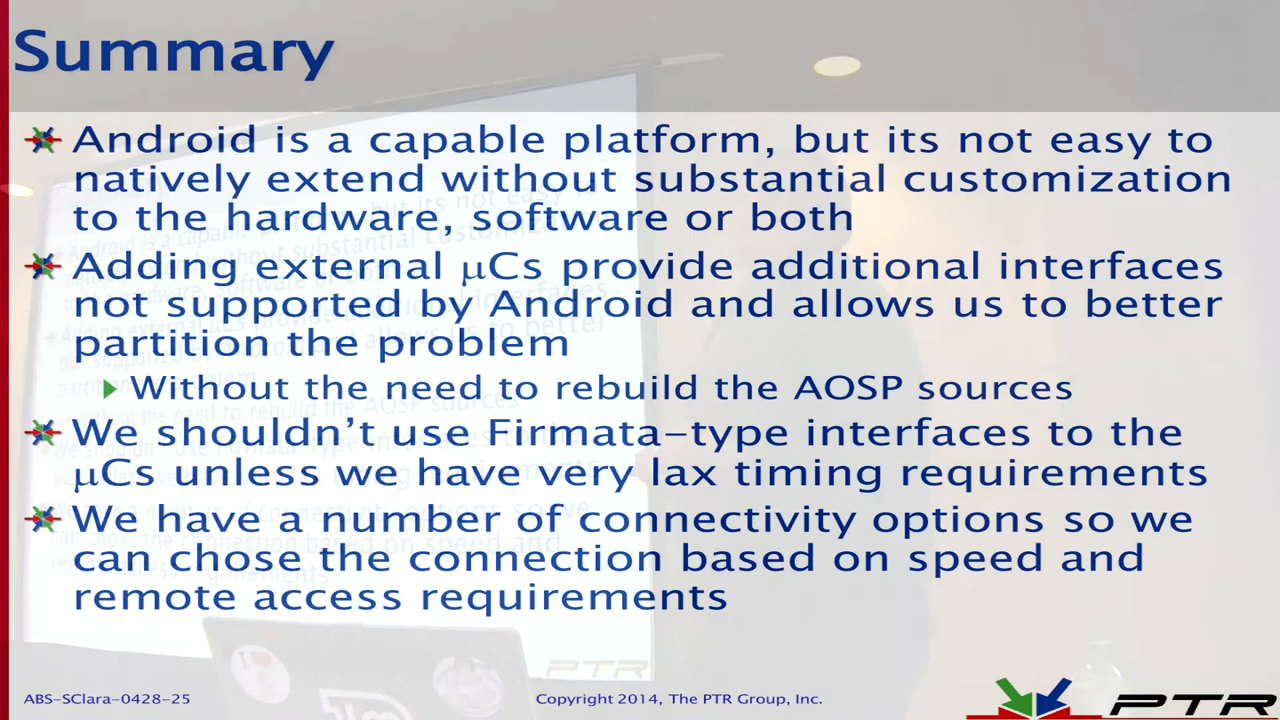 Summary
Android is a capable platform, but its not easy to
natively extend without substantial customization
to the hardware, software or both
Adding external µCs provide additional interfaces
not supported by Android and allows us to better
partition the problem
Without the need to rebuild the AOSP sources
We shouldn’t use Firmata-type interfaces to the
µCs unless we have very lax timing requirements
We have a number of connectivity options so we
can chose the connection based on speed and
remote access requirements
ABS-SClara-0428-25
Copyright 2014, The PTR Group, Inc.
PTR